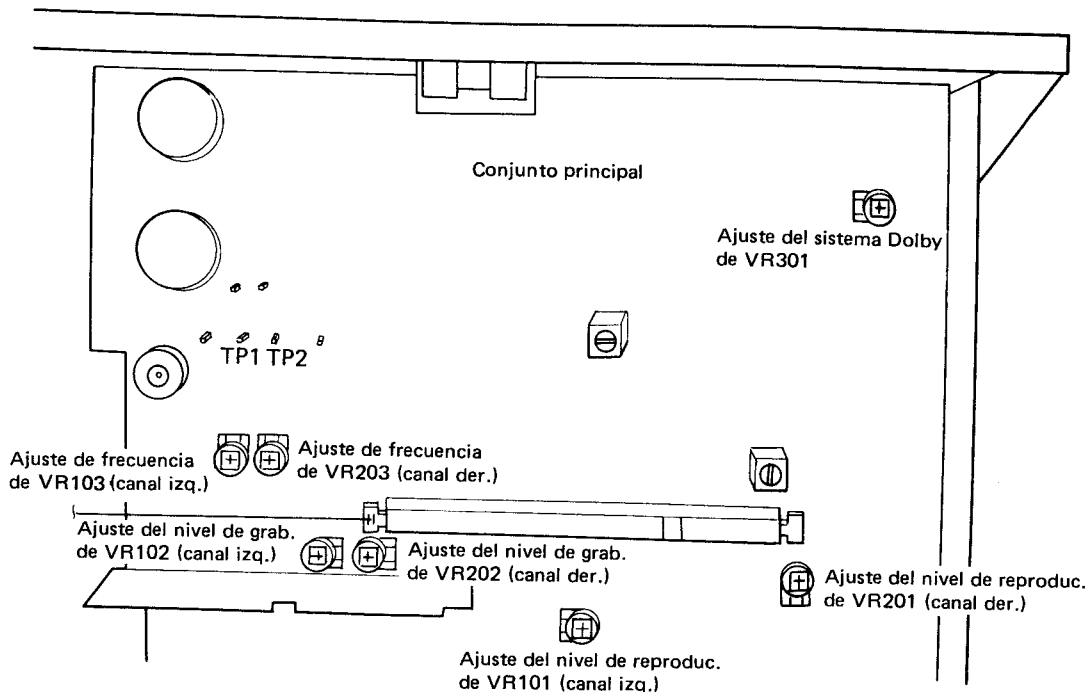 Conjunto principal
Ajuste del sistema Dolby
de VR301
TP1 TP2
Ajuste de frecuencia
de VR103 (canal izq.)
Ajuste de frecuencia
de VR203 (canal der.)
Ajuste del nivel de grab.
de VR102 (canal izq.)
Ajuste del nivel de grab.
de VR202 (canal der.)
Ajuste del nivel de reproduc.
de VR201 (canal der.)
Ajuste del nivel de reproduc.
de VR101 (canal izq.)